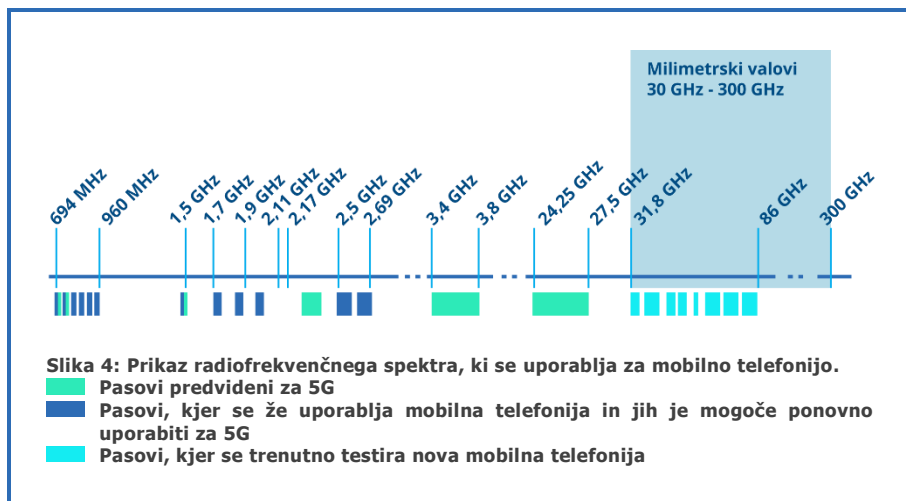 Milimetrski valovi
30 GHz - 300 GHz
694 MHz
960 MHz
1,5 GHz
1,7 GHz
1,9 GHz
2,11 GHz
2,17 GHz
2,5 GHz
2,69 GHz
3,4 GHz
3,8 GHz
24,25 GHz
27,5 GHz
31,8 GHz
86 GHz
300 GHz
Slika 4: Prikaz radiofrekvenčnega spektra, ki se uporablja za mobilno telefonijo.
Pasovi predvideni za 5G
Pasovi, kjer se že uporablja mobilna telefonija in jih je mogoče ponovno
uporabiti za 5G
Pasovi, kjer se trenutno testira nova mobilna telefonija